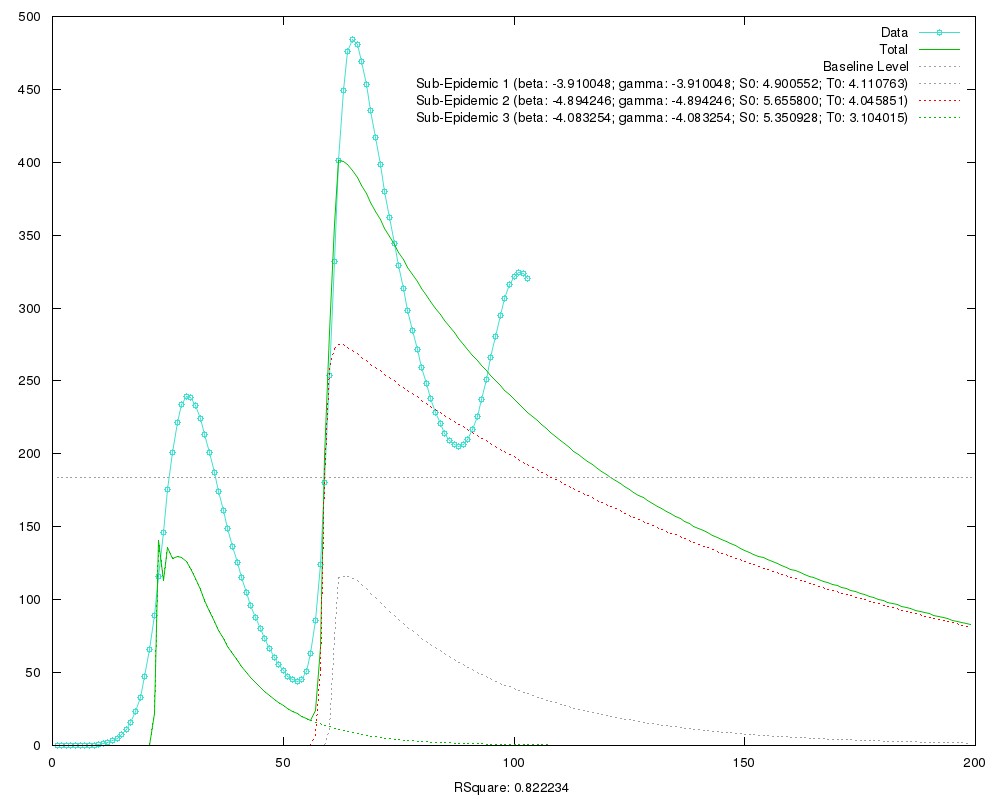 500
450
400
350
300
250
200
150
100
50
0
0 50 100 150 200
Data
Total
Baseline Level
Sub-Epidemic 1 (beta: -3.910048; gamma: -3.910048; S0: 4.900552; T0: 4.110763)
Sub-Epidemic 2 (beta: -4.894246; gamma: -4.894246; S0: 5.655800; T0: 4.045851)
Sub-Epidemic 3 (beta: -4.083254; gamma: -4.083254; S0: 5.350928; T0: 3.104015)
RSquare: 0.822234